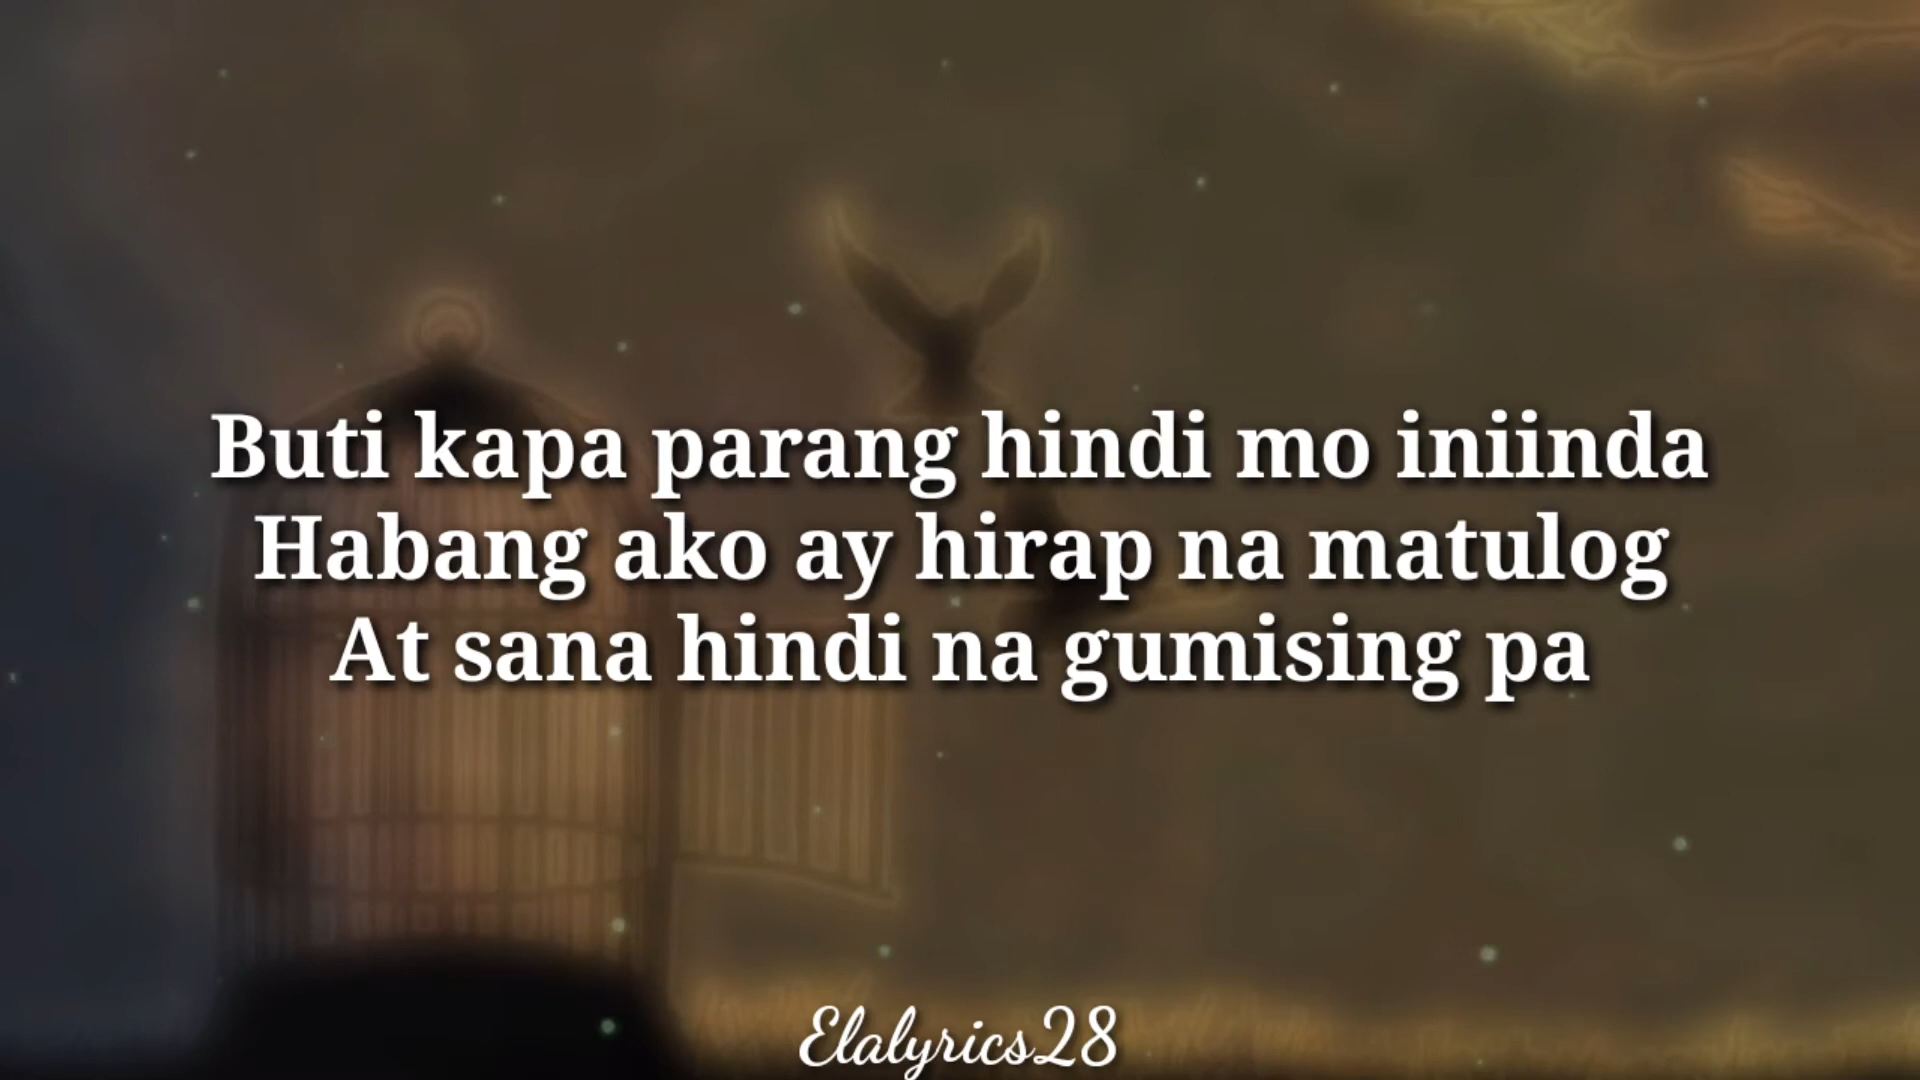 Buti kapa parang hindi mo iniinda
Habang ako ay hirap na matulog
At sana hindi na gumising pa
Elalyrics28